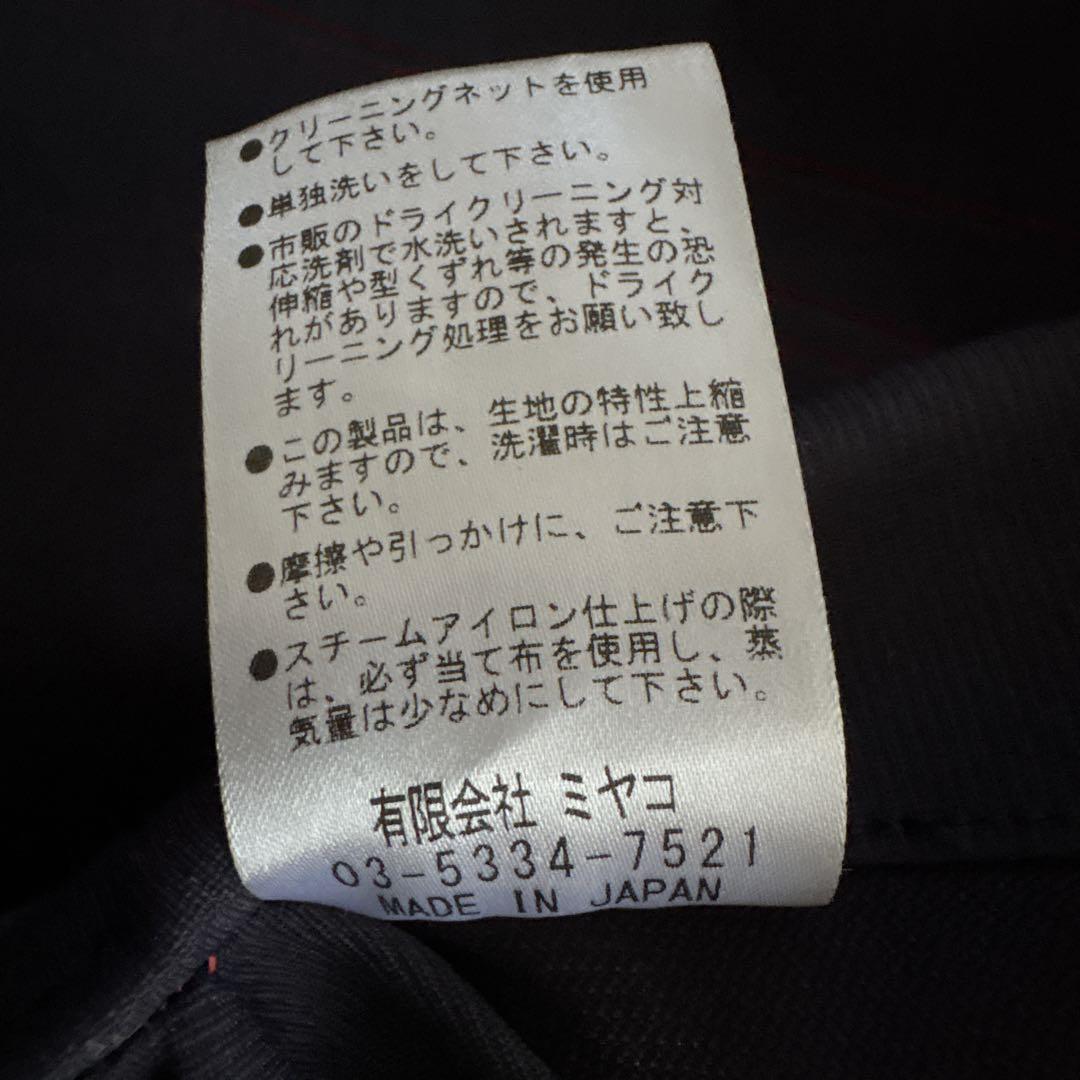 ●クリーニングネットを使用
して下さい。
●単独洗いをして下さい。
●市販のドライクリーニング対
応洗剤で水洗いされますと、
伸縮や型くずれ等の発生の恐
れがありますので、ドライク
リーニング処理をお願い致し
ます。
●この製品は、生地の特性上縮
みますので、洗濯時はご注意
下さい。
●摩擦や引っかけに、ご注意下
さい。
●スチームアイロン仕上げの際
は、必ず当て布を使用し、蒸
気量は少なめにして下さい。
有限会社 ミヤコ
03-5334-7521
MADE IN JAPAN